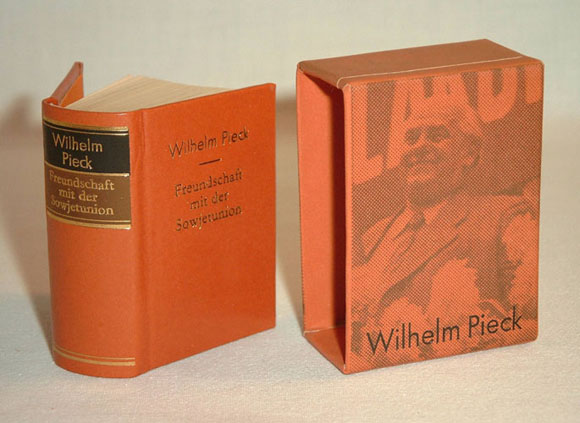 Wilhelm
Pieck
Freundschaft
mit der
Sowjetunion
Wilhelm Pieck
Freundschaft
mit der
Sowjetunion
Wilhelm Pieck